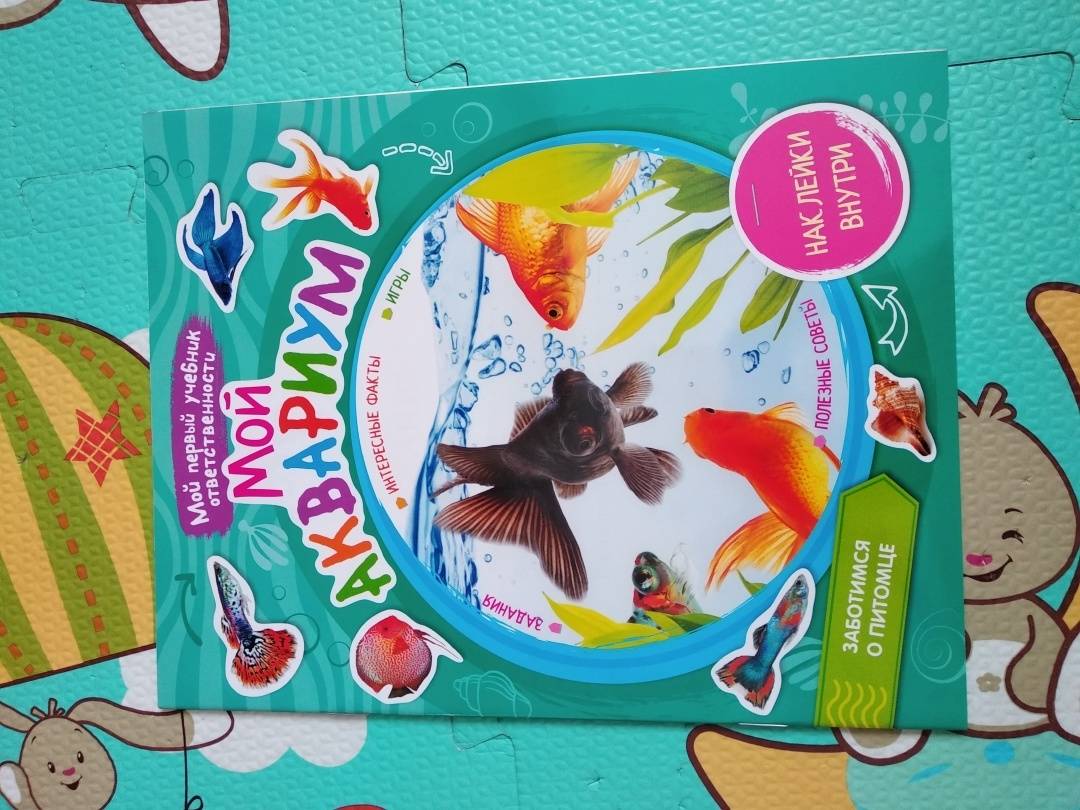 Мой первый учебник
ответственности
МОЙ
АКВАРИУМ
ИНТЕРЕСНЫЕ ФАКТЫ
ИГРЫ
ЗАДАНИЯ
ПОЛЕЗНЫЕ СОВЕТЫ
НАКЛЕЙКИ
ВНУТРИ
ЗАБОТИМСЯ
О ПИТОМЦЕ